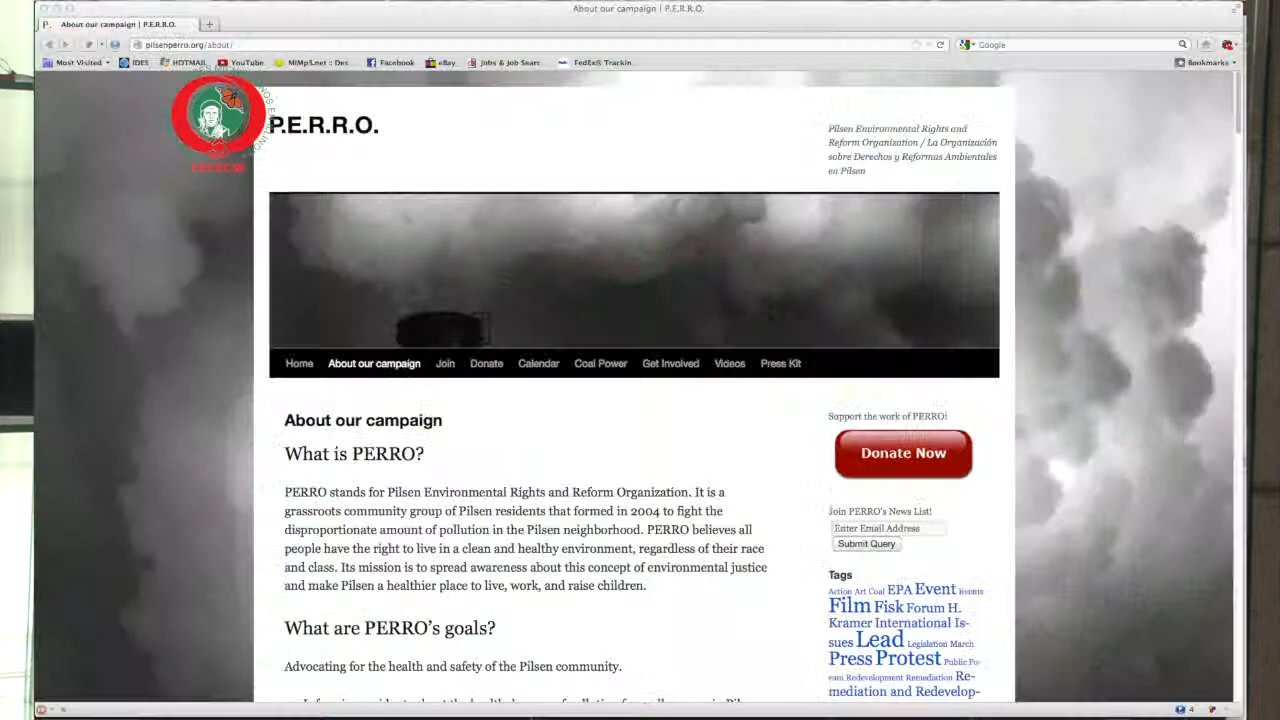 About our campaign | P.E.R.R.O.
P. About our campaign | P.E.R.R.O.
pilsenperro.org/about/
Google
Most Visited
IDES
HOTMAIL
YouTube
MiMp3.net :: Des...
Facebook
eBay
Jobs & Job Searc...
FedEx® Trackin...
Bookmarks
P.E.R.R.O.
Pilsen Environmental Rights and
Reform Organization / La Organización
sobre Derechos y Reformas Ambientales
en Pilsen
Home
About our campaign
Join
Donate
Calendar
Coal Power
Get Involved
Videos
Press Kit
About our campaign
What is PERRO?
PERRO stands for Pilsen Environmental Rights and Reform Organization. It is a
grassroots community group of Pilsen residents that formed in 2004 to fight the
disproportionate amount of pollution in the Pilsen neighborhood. PERRO believes all
people have the right to live in a clean and healthy environment, regardless of their race
and class. Its mission is to spread awareness about this concept of environmental justice
and make Pilsen a healthier place to live, work, and raise children.
What are PERRO's goals?
Advocating for the health and safety of the Pilsen community.
Support the work of PERRO!
Donate Now
Join PERRO's News List!
Enter Email Address
Submit Query
Tags
Action Art Coal EPA Event Events
Film Fisk Forum H.
Kramer International Is-
sues Lead Legislation March
Press Protest Public Fo-
rum Redevelopment Remediation Re-
mediation and Redevelop-
4